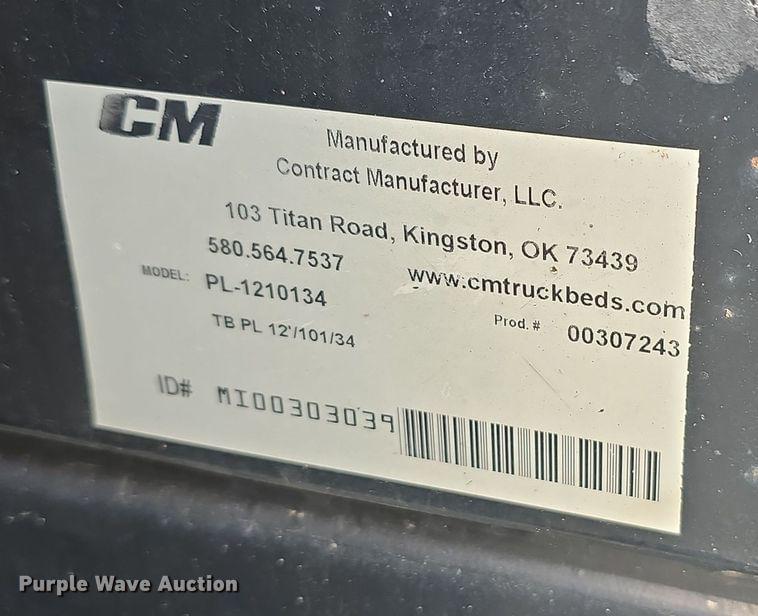 CM
Manufactured by
Contract Manufacturer, LLC.
103 Titan Road, Kingston, OK 73439
580.564.7537 www.cmtruckbeds.com
MODEL: PL-1210134 Prod. # 00307243
TB PL 12'/101/34
ID# MI00303039
Purple Wave Auction